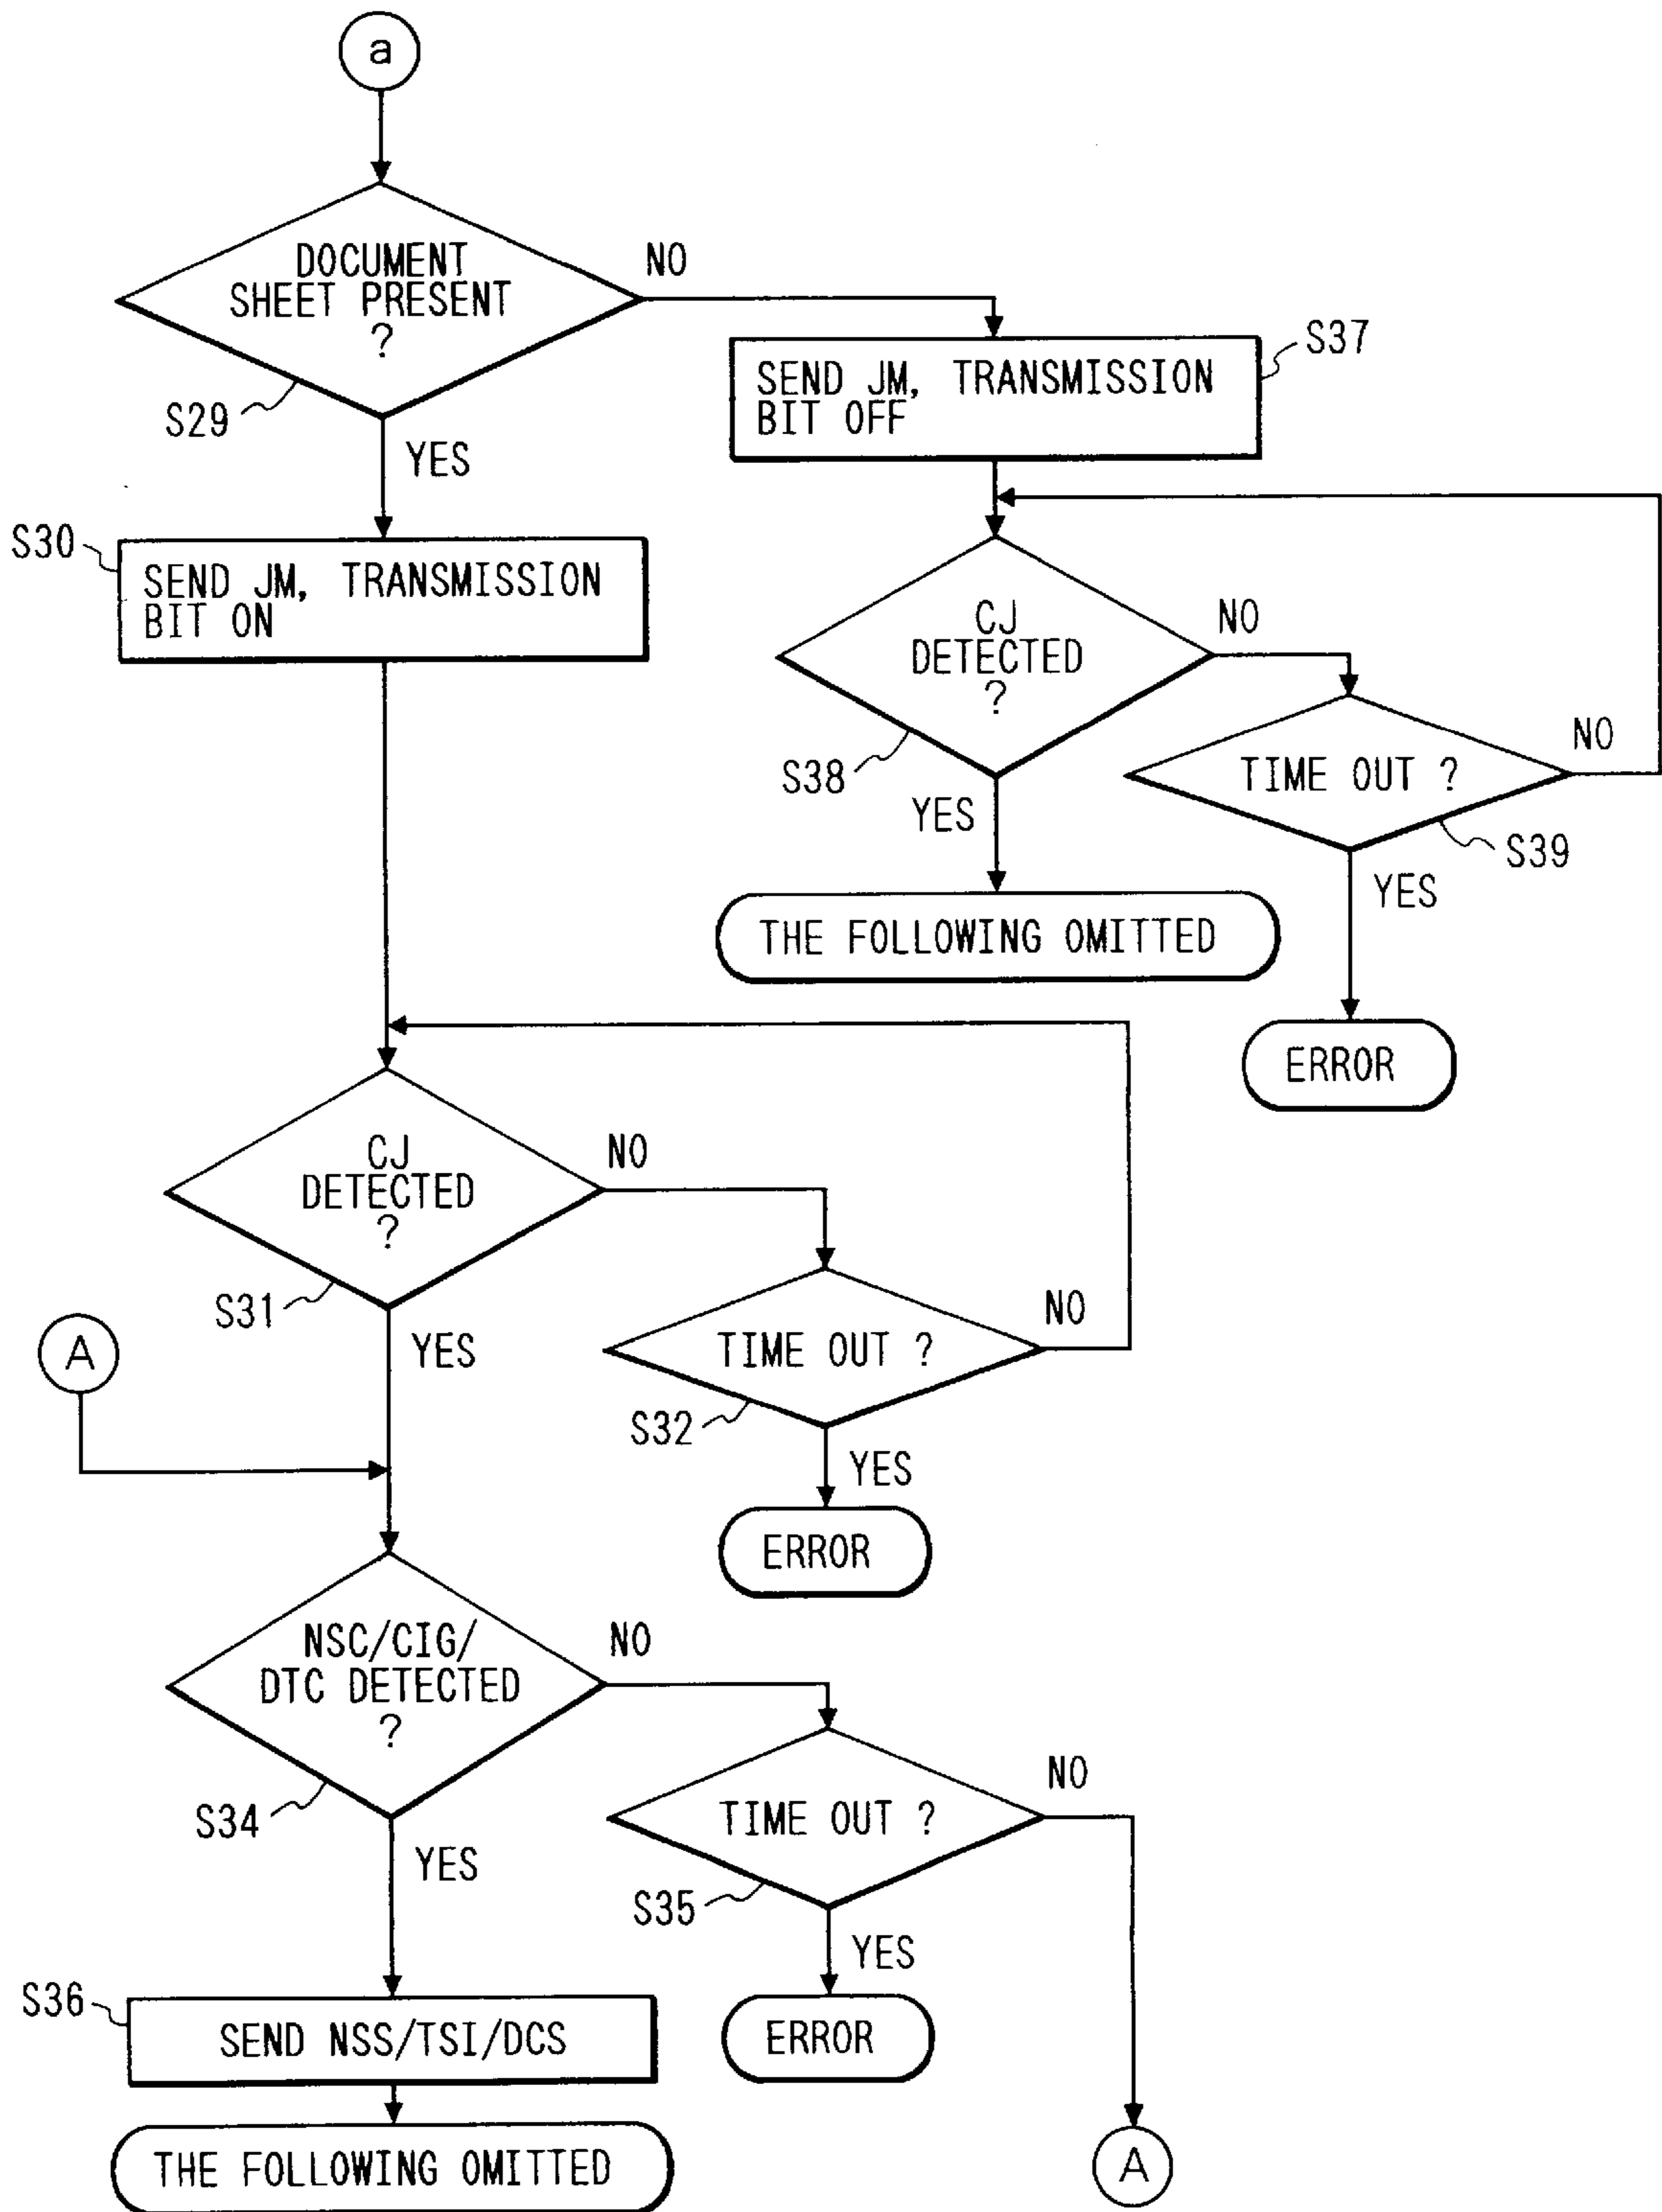 a
DOCUMENT
SHEET PRESENT
?
NO
S29
YES
S37
SEND JM, TRANSMISSION
BIT OFF
S30
SEND JM, TRANSMISSION
BIT ON
CJ
DETECTED
?
NO
S38
YES
TIME OUT ?
NO
S39
YES
THE FOLLOWING OMITTED
ERROR
CJ
DETECTED
?
NO
S31
YES
A
TIME OUT ?
NO
S32
YES
ERROR
NSC/CIG/
DTC DETECTED
?
NO
S34
YES
TIME OUT ?
NO
S35
YES
ERROR
S36
SEND NSS/TSI/DCS
THE FOLLOWING OMITTED
A